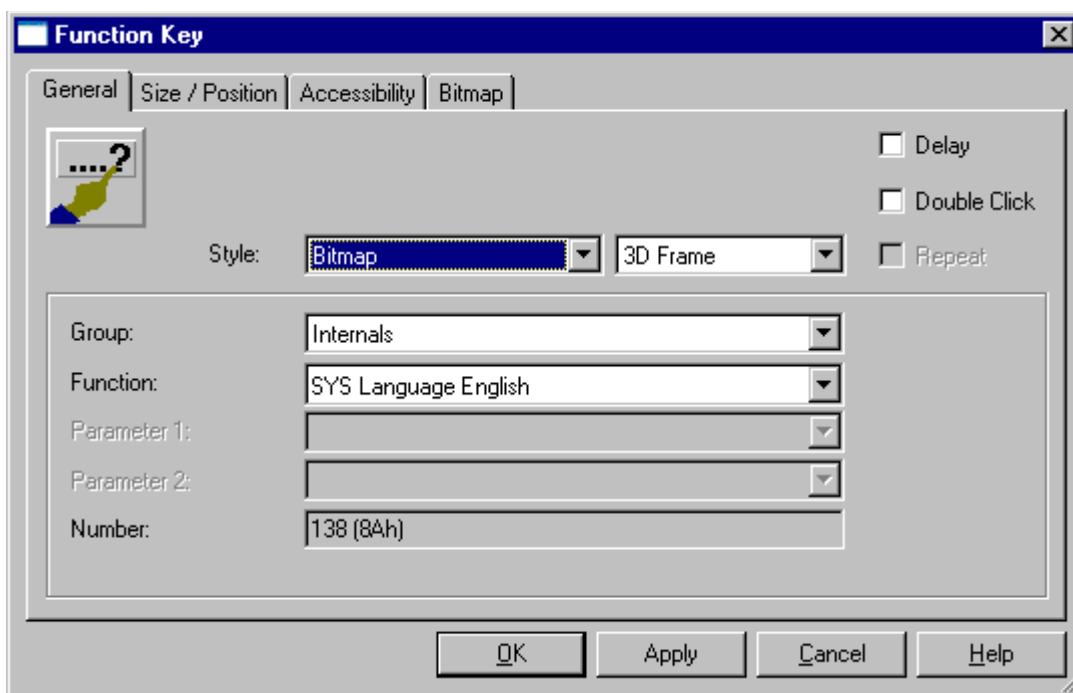 Function Key
General Size / Position Accessibility Bitmap
....?
Delay
Double Click
Style: Bitmap 3D Frame Repeat
Group: Internals
Function: SYS Language English
Parameter 1:
Parameter 2:
Number: 138 (8Ah)
OK Apply Cancel Help